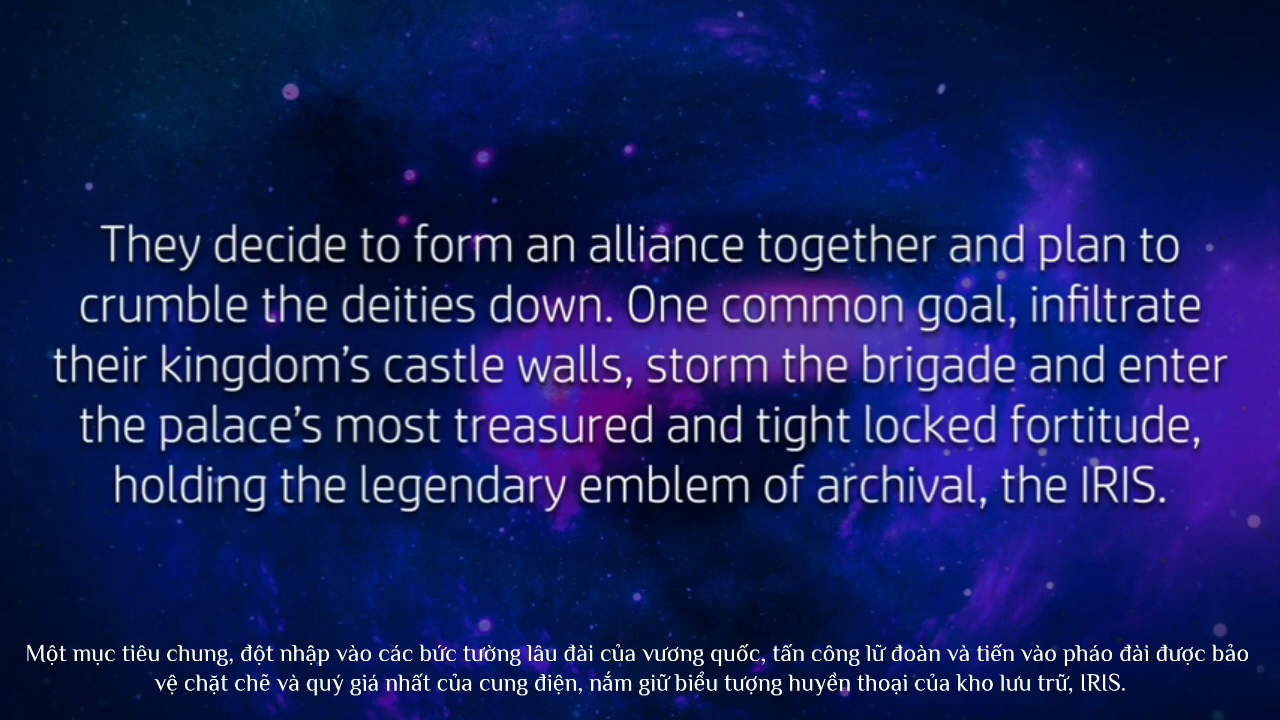 They decide to form an alliance together and plan to
crumble the deities down. One common goal, infiltrate
their kingdom’s castle walls, storm the brigade and enter
the palace’s most treasured and tight locked fortitude,
holding the legendary emblem of archival, the IRIS.
Một mục tiêu chung, đột nhập vào các bức tường lâu đài của vương quốc, tấn công lữ đoàn và tiến vào pháo đài được bảo
vệ chặt chẽ và quý giá nhất của cung điện, nắm giữ biểu tượng huyền thoại của kho lưu trữ, IRIS.